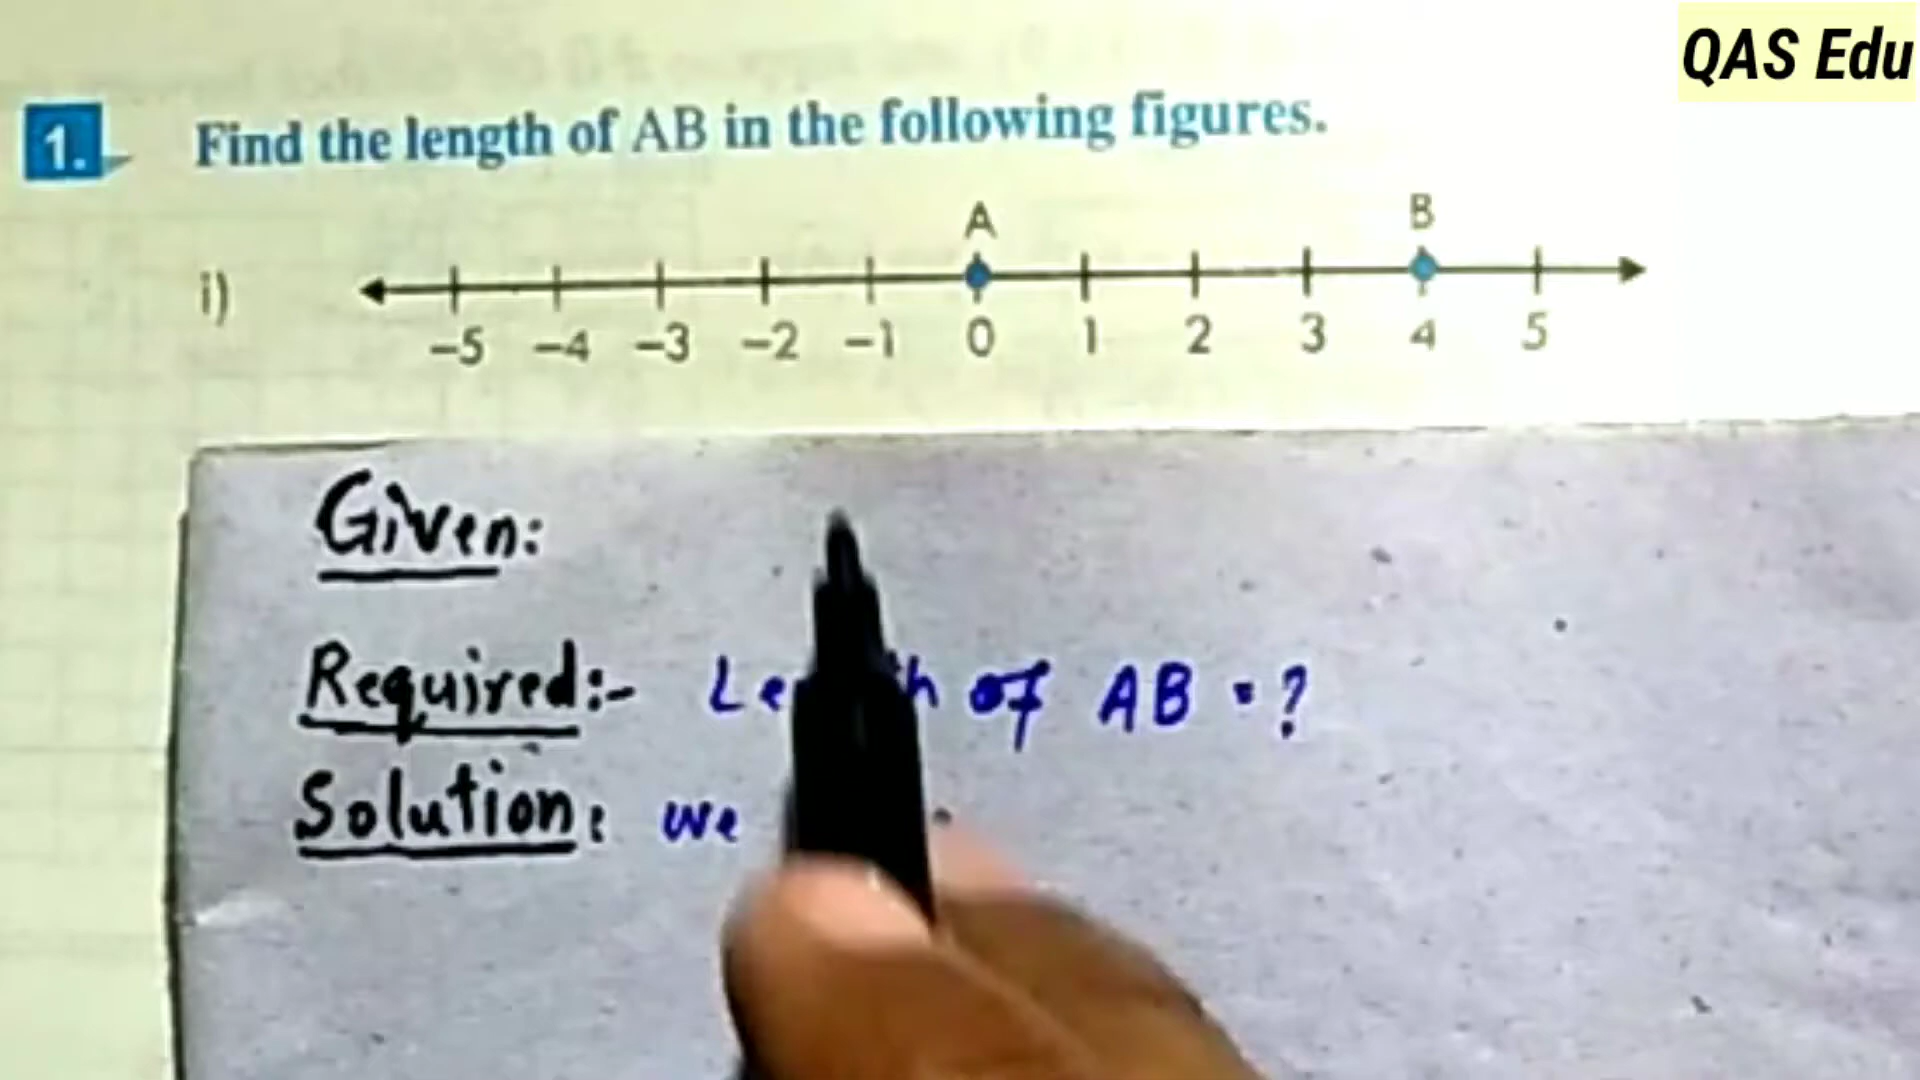 QAS Edu
1. Find the length of AB in the following figures.
A B
i)
−5 −4 −3 −2 −1 0 1 2 3 4 5
Given:
Required:- of AB = ?
Solution: we